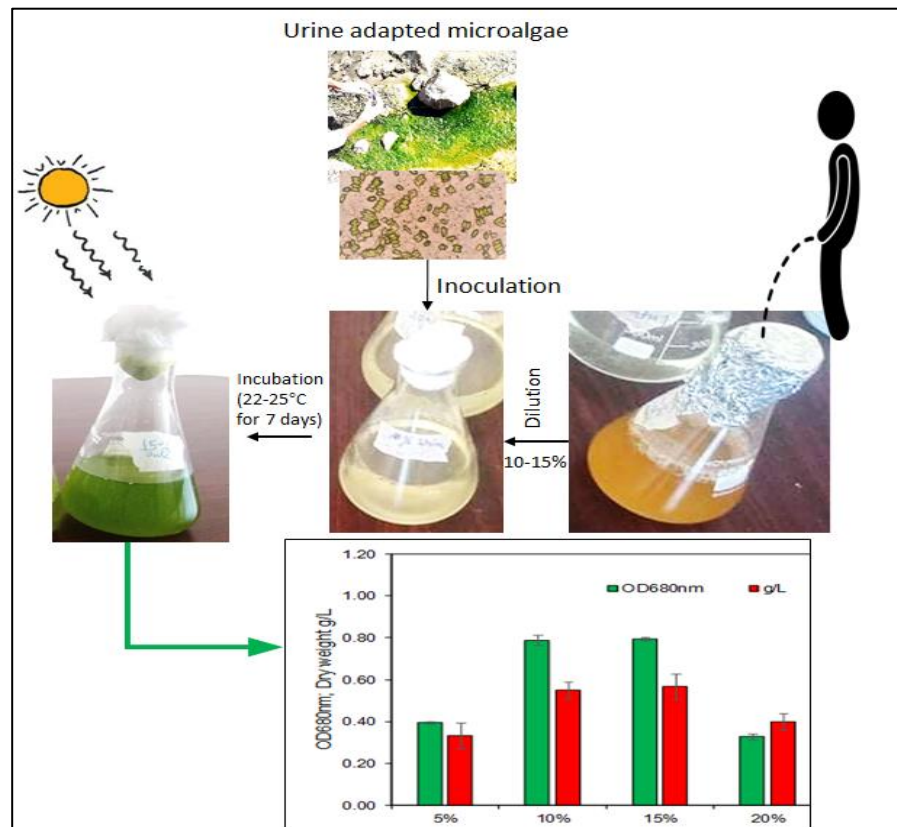 Urine adapted microalgae
Inoculation
Incubation
(22-25°C
for 7 days)
Dilution
10-15%
OD680nm
g/L
OD680nm; Dry weight g/L
1.20
1.00
0.80
0.60
0.40
0.20
0.00
5%
10%
15%
20%